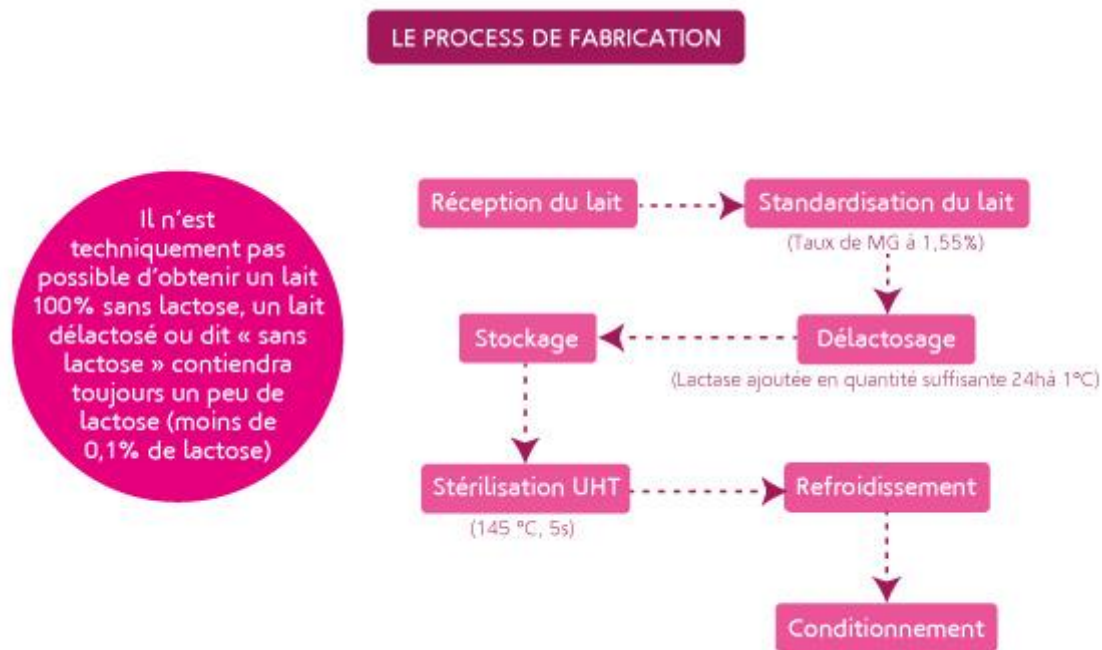 LE PROCESS DE FABRICATION
Il n'est
techniquement pas
possible d'obtenir un lait
100% sans lactose, un lait
délactosé ou dit « sans
lactose » contiendra
toujours un peu de
lactose (moins de
0,1% de lactose)
Réception du lait
Standardisation du lait
(Taux de MG à 1,55%)
Délactosage
(Lactase ajoutée en quantité suffisante 24hà 1°C)
Stockage
Stérilisation UHT
(145 °C, 5s)
Refroidissement
Conditionnement